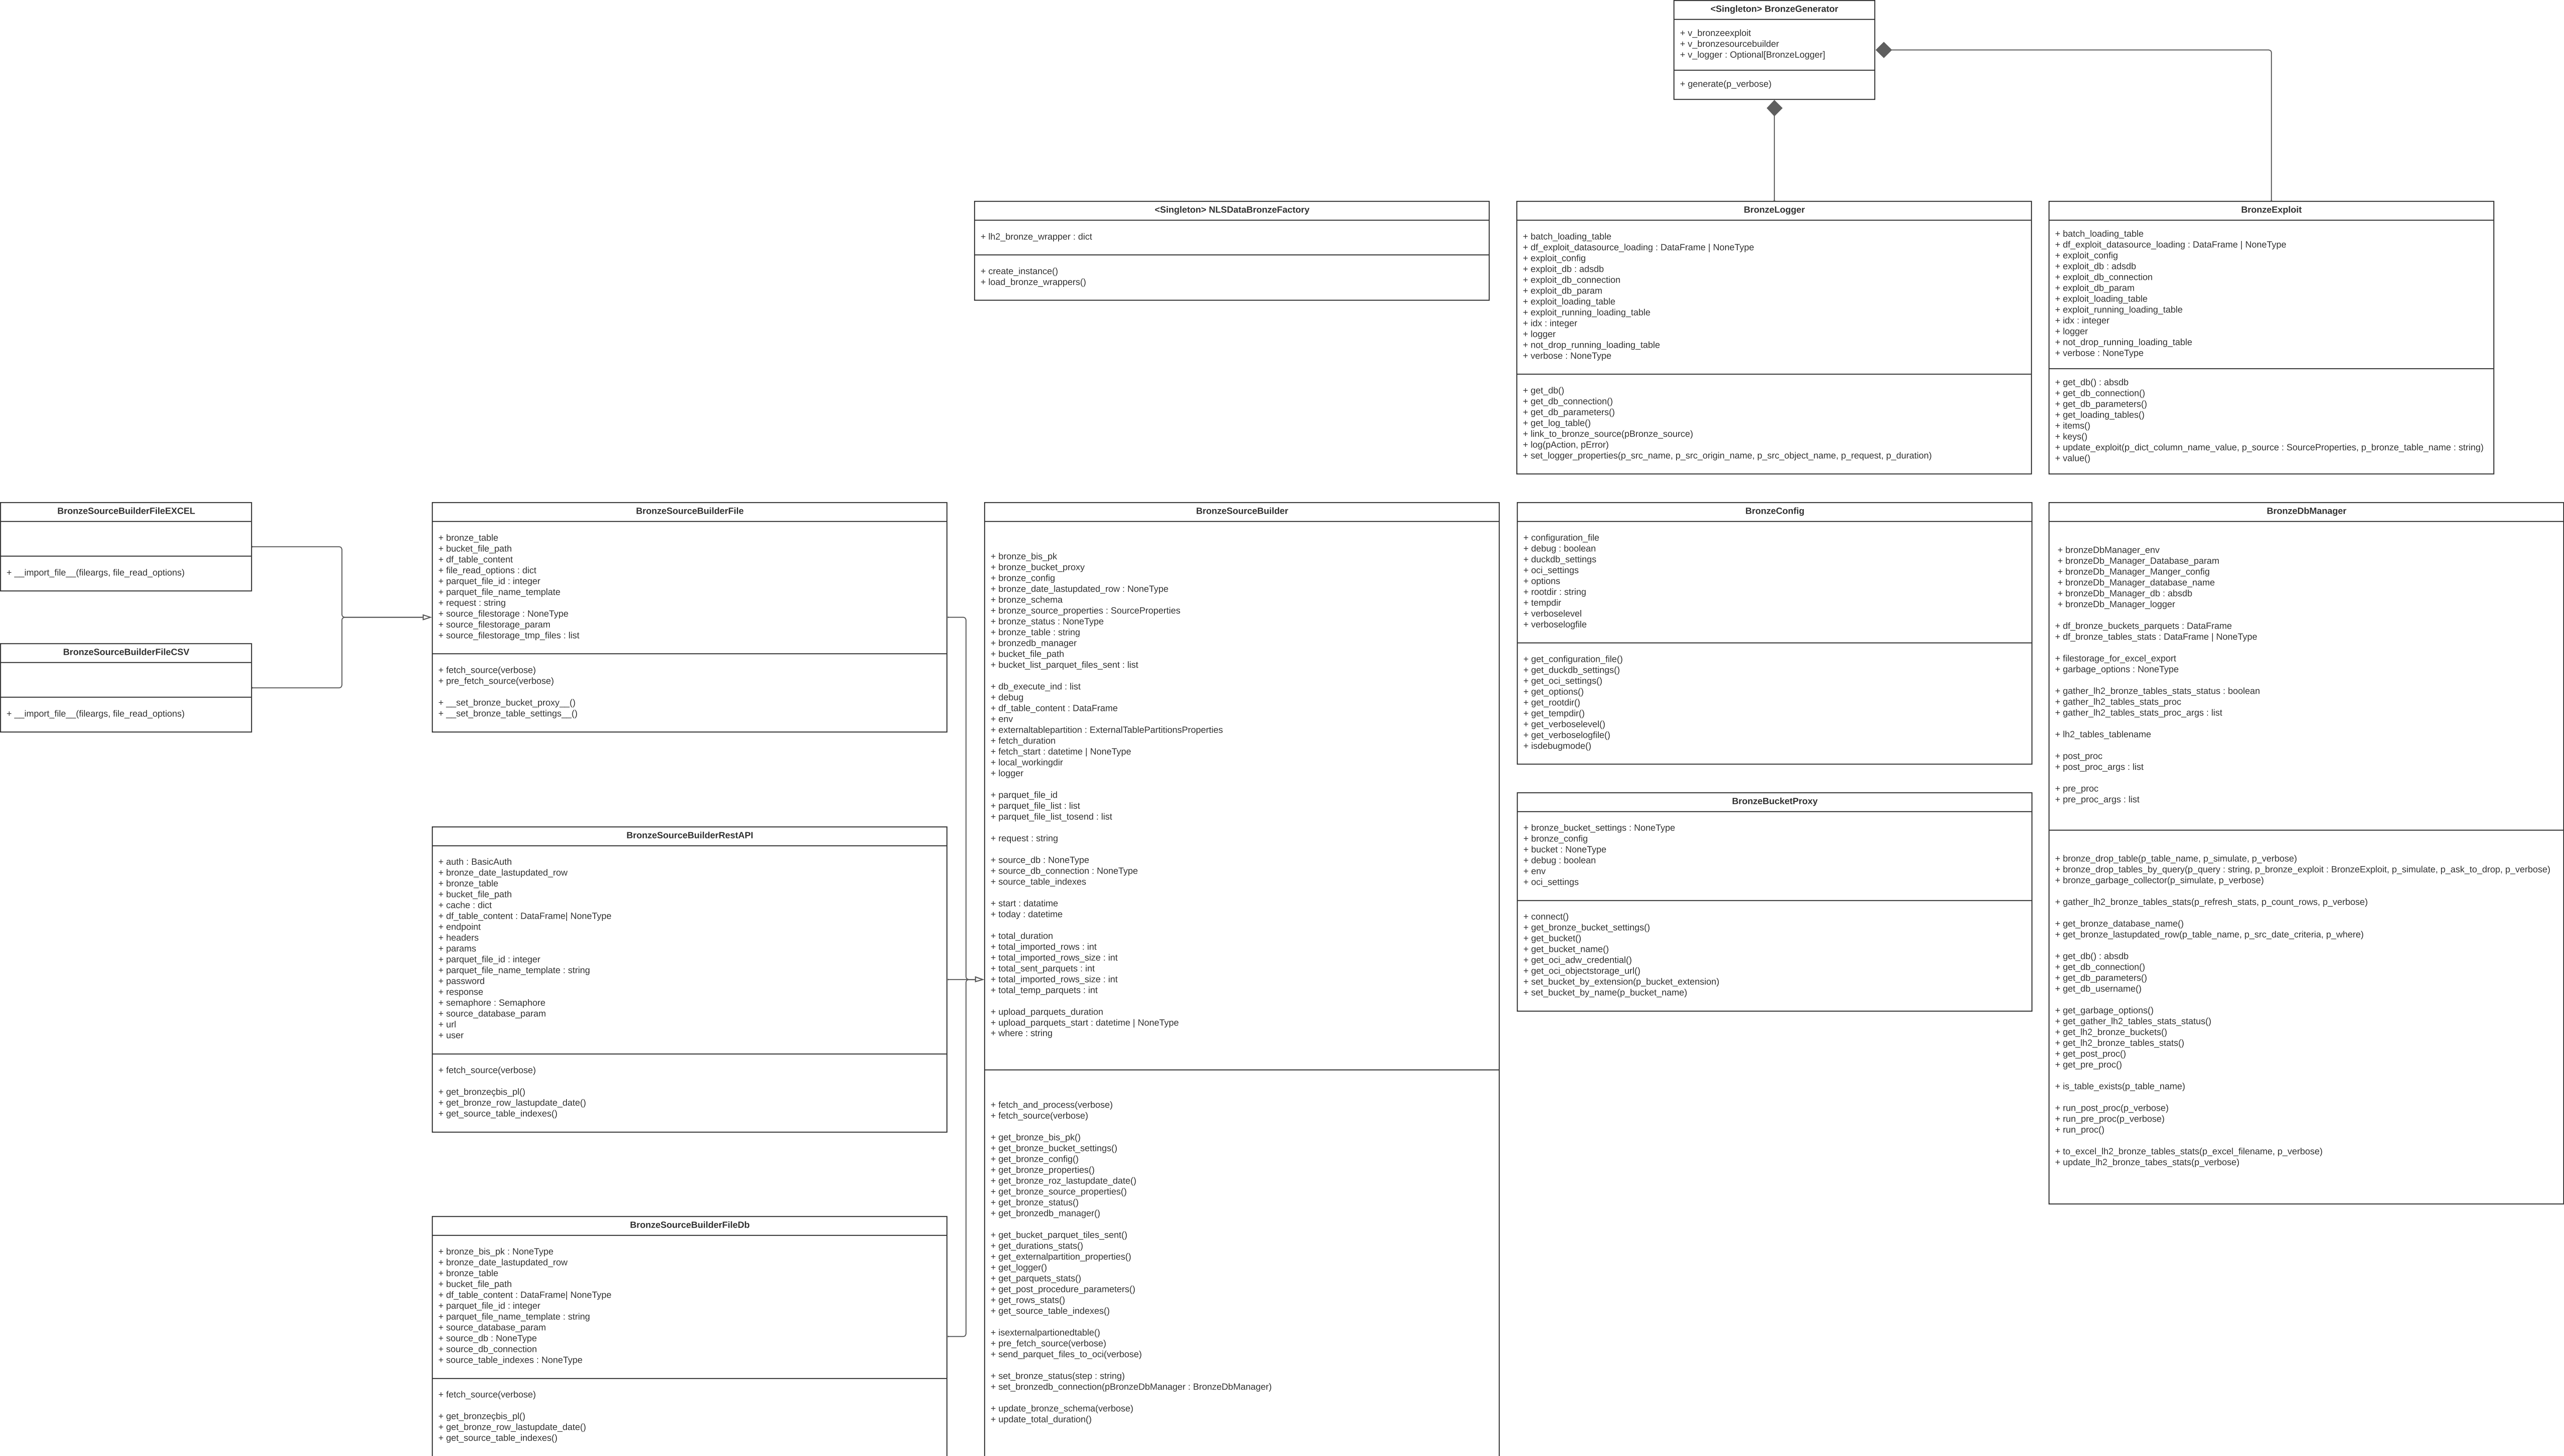 <Singleton> BronzeGenerator
+ v_bronzeexploit
+ v_bronzesourcebuilder
+ v_logger : Optional[BronzeLogger]
+ generate(p_verbose)
<Singleton> NLSDataBronzeFactory
+ lh2_bronze_wrapper : dict
+ create_instance()
+ load_bronze_wrappers()
BronzeLogger
+ batch_loading_table
+ df_exploit_datasource_loading : DataFrame | NoneType
+ exploit_config
+ exploit_db : adsdb
+ exploit_db_connection
+ exploit_db_param
+ exploit_loading_table
+ exploit_running_loading_table
+ idx : integer
+ logger
+ not_drop_running_loading_table
+ verbose : NoneType
+ get_db()
+ get_db_connection()
+ get_db_parameters()
+ get_log_table()
+ link_to_bronze_source(pBronze_source)
+ log(pAction, pError)
+ set_logger_properties(p_src_name, p_src_origin_name, p_src_object_name, p_request, p_duration)
BronzeExploit
+ batch_loading_table
+ df_exploit_datasource_loading : DataFrame | NoneType
+ exploit_config
+ exploit_db : adsdb
+ exploit_db_connection
+ exploit_db_param
+ exploit_loading_table
+ exploit_running_loading_table
+ idx : integer
+ logger
+ not_drop_running_loading_table
+ verbose : NoneType
+ get_db() : absdb
+ get_db_connection()
+ get_db_parameters()
+ get_loading_tables()
+ items()
+ keys()
+ update_exploit(p_dict_column_name_value, p_source : SourceProperties, p_bronze_table_name : string)
+ value()
BronzeSourceBuilderFileEXCEL
+ __import_file__(fileargs, file_read_options)
BronzeSourceBuilderFileCSV
+ __import_file__(fileargs, file_read_options)
BronzeSourceBuilderFile
+ bronze_table
+ bucket_file_path
+ df_table_content
+ file_read_options : dict
+ parquet_file_id : integer
+ parquet_file_name_template
+ request : string
+ source_filestorage : NoneType
+ source_filestorage_param
+ source_filestorage_tmp_files : list
+ fetch_source(verbose)
+ pre_fetch_source(verbose)
+ __set_bronze_bucket_proxy__()
+ __set_bronze_table_settings__()
BronzeSourceBuilderRestAPI
+ auth : BasicAuth
+ bronze_date_lastupdated_row
+ bronze_table
+ bucket_file_path
+ cache : dict
+ df_table_content : DataFrame| NoneType
+ endpoint
+ headers
+ params
+ parquet_file_id : integer
+ parquet_file_name_template : string
+ password
+ response
+ semaphore : Semaphore
+ source_database_param
+ url
+ user
+ fetch_source(verbose)
+ get_bronzeçbis_pl()
+ get_bronze_row_lastupdate_date()
+ get_source_table_indexes()
BronzeSourceBuilderFileDb
+ bronze_bis_pk : NoneType
+ bronze_date_lastupdated_row
+ bronze_table
+ bucket_file_path
+ df_table_content : DataFrame| NoneType
+ parquet_file_id : integer
+ parquet_file_name_template : string
+ source_database_param
+ source_db : NoneType
+ source_db_connection
+ source_table_indexes : NoneType
+ fetch_source(verbose)
+ get_bronzeçbis_pl()
+ get_bronze_row_lastupdate_date()
+ get_source_table_indexes()
BronzeSourceBuilder
+ bronze_bis_pk
+ bronze_bucket_proxy
+ bronze_config
+ bronze_date_lastupdated_row : NoneType
+ bronze_schema
+ bronze_source_properties : SourceProperties
+ bronze_status : NoneType
+ bronze_table : string
+ bronzedb_manager
+ bucket_file_path
+ bucket_list_parquet_files_sent : list
+ db_execute_ind : list
+ debug
+ df_table_content : DataFrame
+ env
+ externaltablepartition : ExternalTablePartitionsProperties
+ fetch_duration
+ fetch_start : datetime | NoneType
+ local_workingdir
+ logger
+ parquet_file_id
+ parquet_file_list : list
+ parquet_file_list_tosend : list
+ request : string
+ source_db : NoneType
+ source_db_connection : NoneType
+ source_table_indexes
+ start : datatime
+ today : datetime
+ total_duration
+ total_imported_rows : int
+ total_imported_rows_size : int
+ total_sent_parquets : int
+ total_imported_rows_size : int
+ total_temp_parquets : int
+ upload_parquets_duration
+ upload_parquets_start : datetime | NoneType
+ where : string
+ fetch_and_process(verbose)
+ fetch_source(verbose)
+ get_bronze_bis_pk()
+ get_bronze_bucket_settings()
+ get_bronze_config()
+ get_bronze_properties()
+ get_bronze_roz_lastupdate_date()
+ get_bronze_source_properties()
+ get_bronze_status()
+ get_bronzedb_manager()
+ get_bucket_parquet_tiles_sent()
+ get_durations_stats()
+ get_externalpartition_properties()
+ get_logger()
+ get_parquets_stats()
+ get_post_procedure_parameters()
+ get_rows_stats()
+ get_source_table_indexes()
+ isexternalpartionedtable()
+ pre_fetch_source(verbose)
+ send_parquet_files_to_oci(verbose)
+ set_bronze_status(step : string)
+ set_bronzedb_connection(pBronzeDbManager : BronzeDbManager)
+ update_bronze_schema(verbose)
+ update_total_duration()
BronzeConfig
+ configuration_file
+ debug : boolean
+ duckdb_settings
+ oci_settings
+ options
+ rootdir : string
+ tempdir
+ verboselevel
+ verboselogfile
+ get_configuration_file()
+ get_duckdb_settings()
+ get_oci_settings()
+ get_options()
+ get_rootdir()
+ get_tempdir()
+ get_verboselevel()
+ get_verboselogfile()
+ isdebugmode()
BronzeBucketProxy
+ bronze_bucket_settings : NoneType
+ bronze_config
+ bucket : NoneType
+ debug : boolean
+ env
+ oci_settings
+ connect()
+ get_bronze_bucket_settings()
+ get_bucket()
+ get_bucket_name()
+ get_oci_adw_credential()
+ get_oci_objectstorage_url()
+ set_bucket_by_extension(p_bucket_extension)
+ set_bucket_by_name(p_bucket_name)
BronzeDbManager
+ bronzeDbManager_env
+ bronzeDb_Manager_Database_param
+ bronzeDb_Manager_Manger_config
+ bronzeDb_Manager_database_name
+ bronzeDb_Manager_db : absdb
+ bronzeDb_Manager_logger
+ df_bronze_buckets_parquets : DataFrame
+ df_bronze_tables_stats : DataFrame | NoneType
+ filestorage_for_excel_export
+ garbage_options : NoneType
+ gather_lh2_bronze_tables_stats_status : boolean
+ gather_lh2_tables_stats_proc
+ gather_lh2_tables_stats_proc_args : list
+ lh2_tables_tablename
+ post_proc
+ post_proc_args : list
+ pre_proc
+ pre_proc_args : list
+ bronze_drop_table(p_table_name, p_simulate, p_verbose)
+ bronze_drop_tables_by_query(p_query : string, p_bronze_exploit : BronzeExploit, p_simulate, p_ask_to_drop, p_verbose)
+ bronze_garbage_collector(p_simulate, p_verbose)
+ gather_lh2_bronze_tables_stats(p_refresh_stats, p_count_rows, p_verbose)
+ get_bronze_database_name()
+ get_bronze_lastupdated_row(p_table_name, p_src_date_criteria, p_where)
+ get_db() : absdb
+ get_db_connection()
+ get_db_parameters()
+ get_db_username()
+ get_garbage_options()
+ get_gather_lh2_tables_stats_status()
+ get_lh2_bronze_buckets()
+ get_lh2_bronze_tables_stats()
+ get_post_proc()
+ get_pre_proc()
+ is_table_exists(p_table_name)
+ run_post_proc(p_verbose)
+ run_pre_proc(p_verbose)
+ run_proc()
+ to_excel_lh2_bronze_tables_stats(p_excel_filename, p_verbose)
+ update_lh2_bronze_tabes_stats(p_verbose)